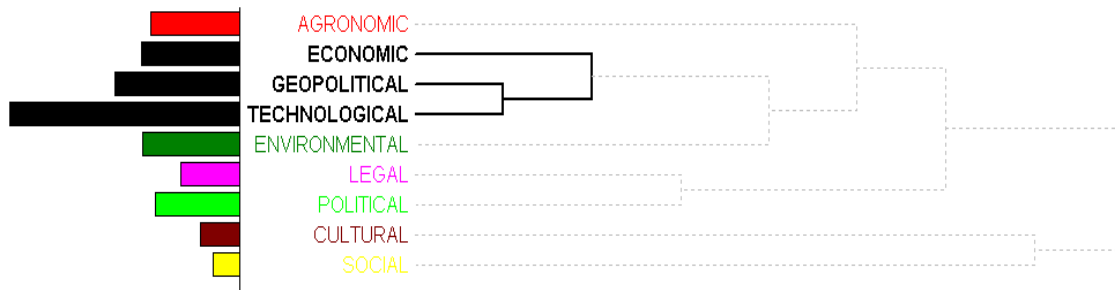 AGRONOMIC
ECONOMIC
GEOPOLITICAL
TECHNOLOGICAL
ENVIRONMENTAL
LEGAL
POLITICAL
CULTURAL
SOCIAL